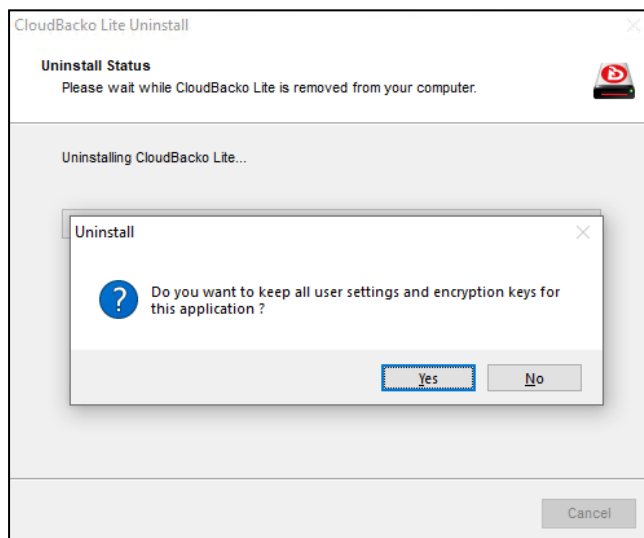 CloudBacko Lite Uninstall
Uninstall Status
Please wait while CloudBacko Lite is removed from your computer.
Uninstalling CloudBacko Lite...
Uninstall
Do you want to keep all user settings and encryption keys for
this application ?
Yes
No
Cancel